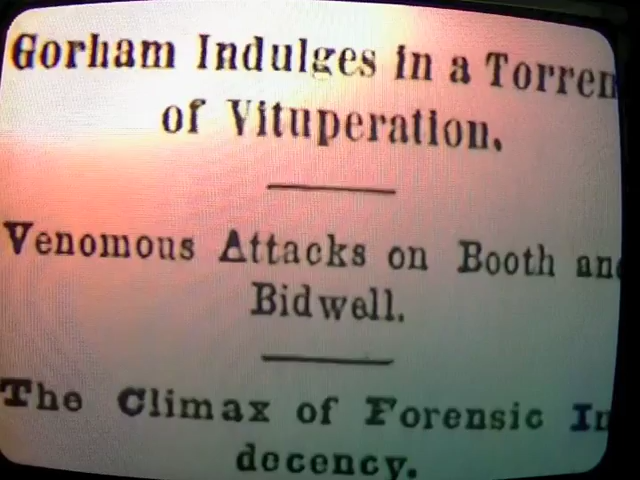 Gorham Indulges in a Torren
of Vituperation.
Venomous Attacks on Booth an
Bidwell.
The Climax of Forensic In
decency.